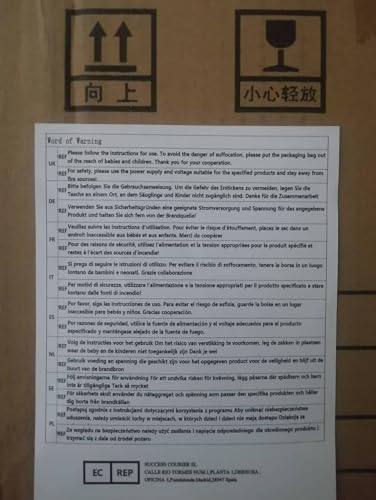 向 上
小心轻放
Word of Warning
UK
REF Please follow the instructions for use. To avoid the danger of suffocation, please put the packaging bag out
of the reach of babies and children. Thank you for your cooperation.
REF For safety, please use the power supply and voltage suitable for the specified products and stay away from
fire sources!
DE
REF Bitte befolgen Sie die Gebrauchsanweisung. Um die Gefahr des Erstickens zu vermeiden, legen Sie die
Tasche an einem Ort, an dem Säuglinge und Kinder nicht zugänglich sind. Danke für die Zusammenarbeit
REF Verwenden Sie aus Sicherheitsgründen eine geeignete Stromversorgung und Spannung für das angegebene
Produkt und halten Sie sich fern von der Brandquelle!
FR
REF Veuillez suivre les instructions d'utilisation. Pour éviter le risque d'étouffement, placez le sac dans un
endroit inaccessible aux bébés et aux enfants. Merci de coopérer
REF Pour des raisons de sécurité, utilisez l'alimentation et la tension appropriées pour le produit spécifié et
restez à l'écart des sources d'incendie!
IT
REF Si prega di seguire le istruzioni di utilizzo. Per evitare il rischio di soffocamento, tenere la borsa in un luogo
lontano da bambini e neonati. Grazie collaborazione
REF Per motivi di sicurezza, utilizzare l'alimentazione e la tensione appropriati per il prodotto specificato e stare
lontano dalle fonti di incendio!
ES
REF Por favor, siga las instrucciones de uso. Para evitar el riesgo de asfixia, guarde la bolsa en un lugar
inaccesible para bebés y niños. Gracias cooperación.
REF Por razones de seguridad, utilice la fuente de alimentación y el voltaje adecuados para el producto
especificado y manténgase alejado de la fuente de fuego.
NL
REF Volg de instructies voor het gebruik Om het risico van verstikking te voorkomen, leg de zakken in plaatsen
waar de baby en de kinderen niet toegankelijk zijn Dank je wel
REF Gebruik voeding en spanning die geschikt zijn voor het opgegeven product voor de veiligheid en blijf uit de
buurt van de brandbron
SE
REF Följ anvisningarna för användning För att undvika risken för kvävning, lägg påsarna där spädbarn och barn
inte är tillgängliga Tack så mycket
REF För säkerhets skull använder du nätaggregat och spänning som passar den specifika produkten och håller
dig borta från brandkällan
PL
REF Postępuj zgodnie z instrukcjami dotyczącymi korzystania z programu Aby uniknąć niebezpieczeństwa
uduszenia, należy umieścić torby w miejscach, w których dzieci i dzieci nie mają dostępu Dziękuję za
REF Ze względu na bezpieczeństwo należy użyć zasilania i napięcia odpowiedniego dla określonego produktu i
trzymać się z dala od źródeł pożaru
EC REP
SUCCESS COURIER SL
CALLE RIO TORMES NUM.1, PLANTA 1, DERECHA,
OFICINA 3, Fuenlabrada, Madrid, 28947 Spain